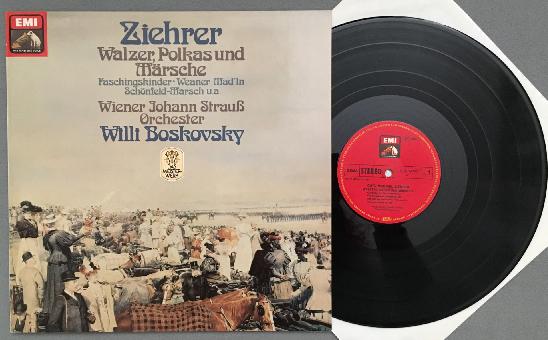 EMI
Ziehrer
Walzer, Polkas und
Märsche
Faschingskinder · Weaner Mad'ln
Schönfeld-Marsch u.a.
Wiener Johann Strauß
Orchester
Willi Boskovsky
EMI
STEREO
1